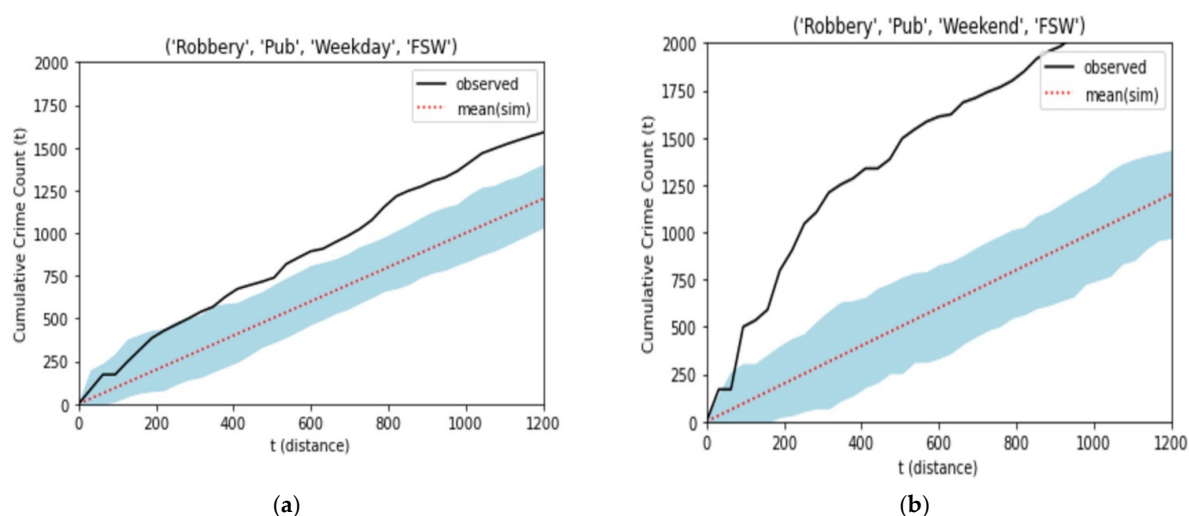 ('Robbery', 'Pub', 'Weekday', 'FSW')
2000
1750
1500
1250
1000
750
500
250
0
Cumulative Crime Count (t)
observed
mean(sim)
0 200 400 600 800 1000 1200
t (distance)
(a)
('Robbery', 'Pub', 'Weekend', 'FSW')
2000
1750
1500
1250
1000
750
500
250
0
Cumulative Crime Count (t)
observed
mean(sim)
0 200 400 600 800 1000 1200
t (distance)
(b)